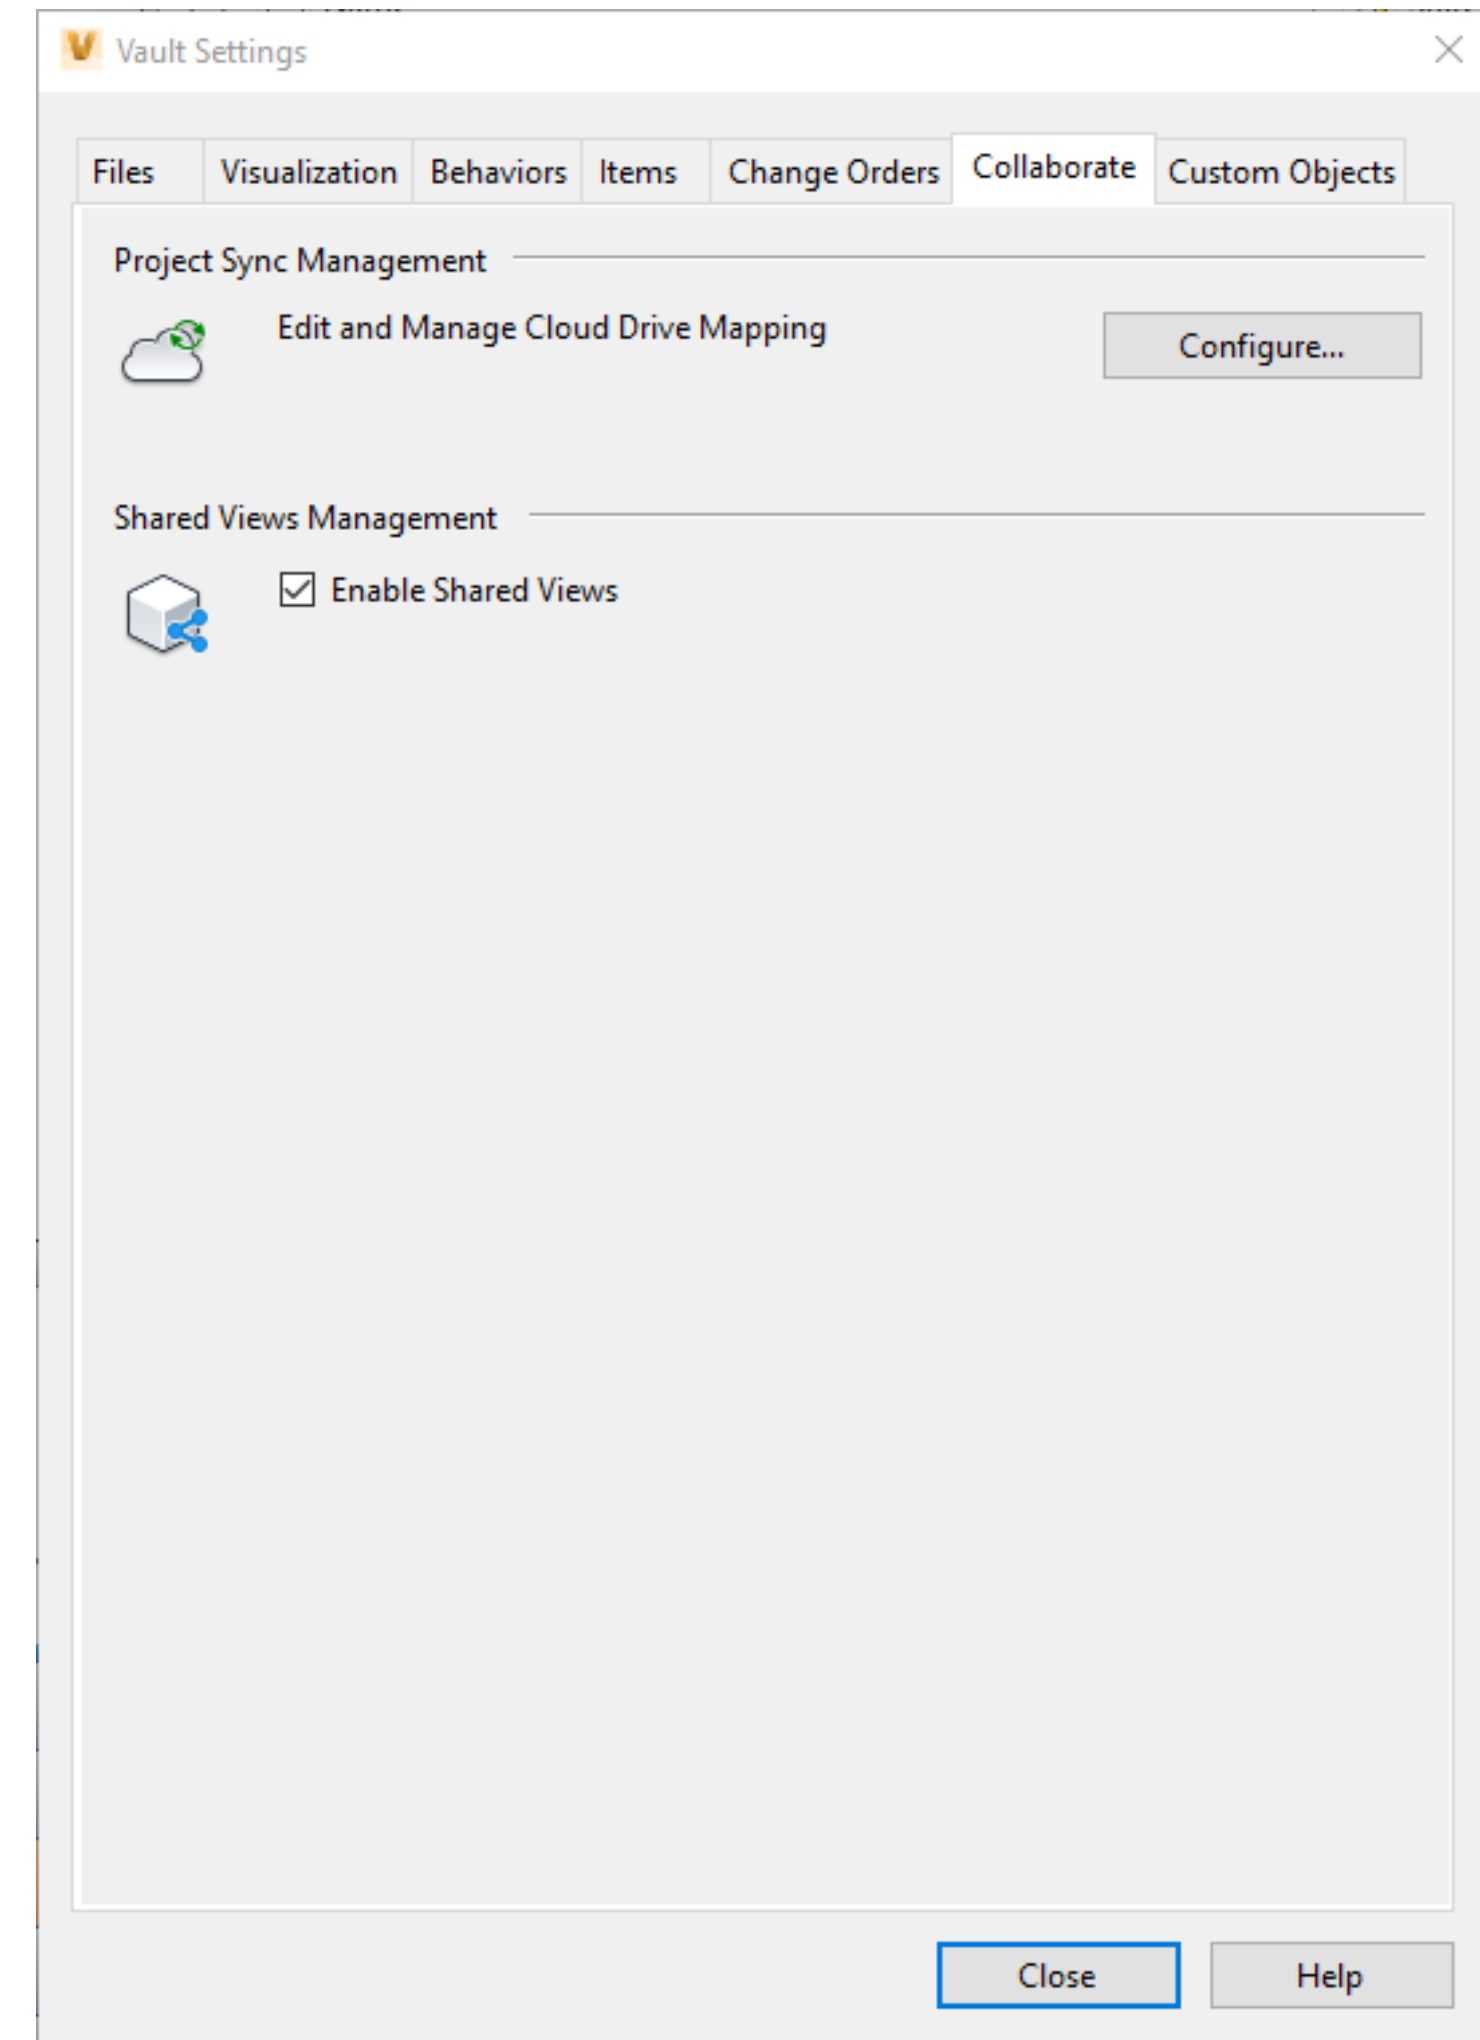 Vault Settings
Files Visualization Behaviors Items Change Orders Collaborate Custom Objects
Project Sync Management
Edit and Manage Cloud Drive Mapping
Configure...
Shared Views Management
Enable Shared Views
Close Help